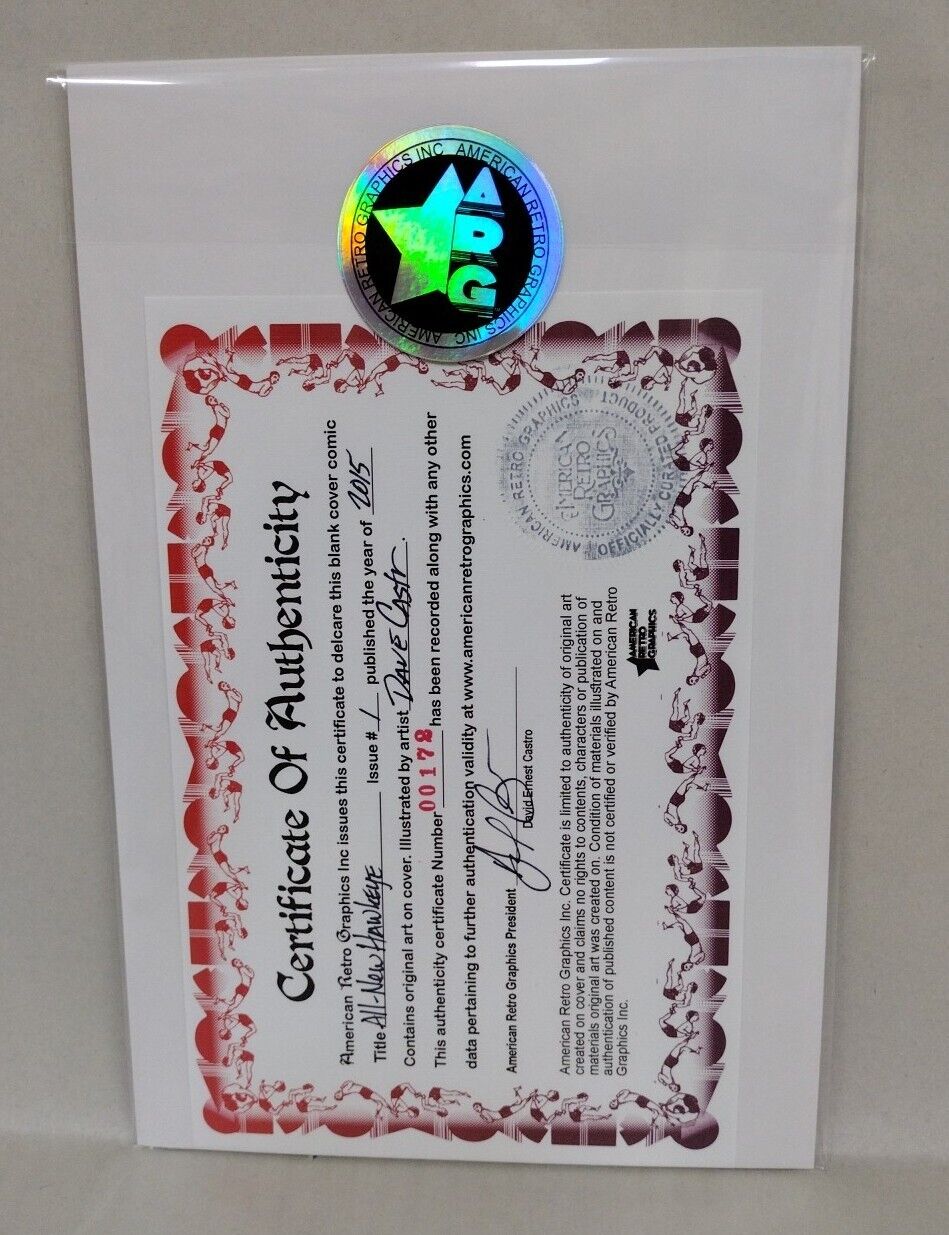 AMERICAN RETRO GRAPHICS INC AMERICAN RETRO GRAPHICS INC
ARG
Certificate Of Authenticity
American Retro Graphics Inc issues this certificate to delcare this blank cover comic
Title All-New Hawkeye Issue # 1 published the year of 2015
Contains original art on cover. Illustrated by artist Dave Castr.
This authenticity certificate Number 00178 has been recorded along with any other
data pertaining to further authentication validity at www.americanretrographics.com
American Retro Graphics President
David Ernest Castro
American Retro Graphics Inc. Certificate is limited to authenticity of original art
created on cover and claims no rights to contents, characters or publication of
materials original art was created on. Condition of materials illustrated on and
authentication of published content is not certified or verified by American Retro
Graphics Inc.
AMERICAN
RETRO
GRAPHICS
AMERICAN RETRO GRAPHICS
OFFICIALLY CURATED PRODUCT
AMERICAN
RETRO
GRAPHICS